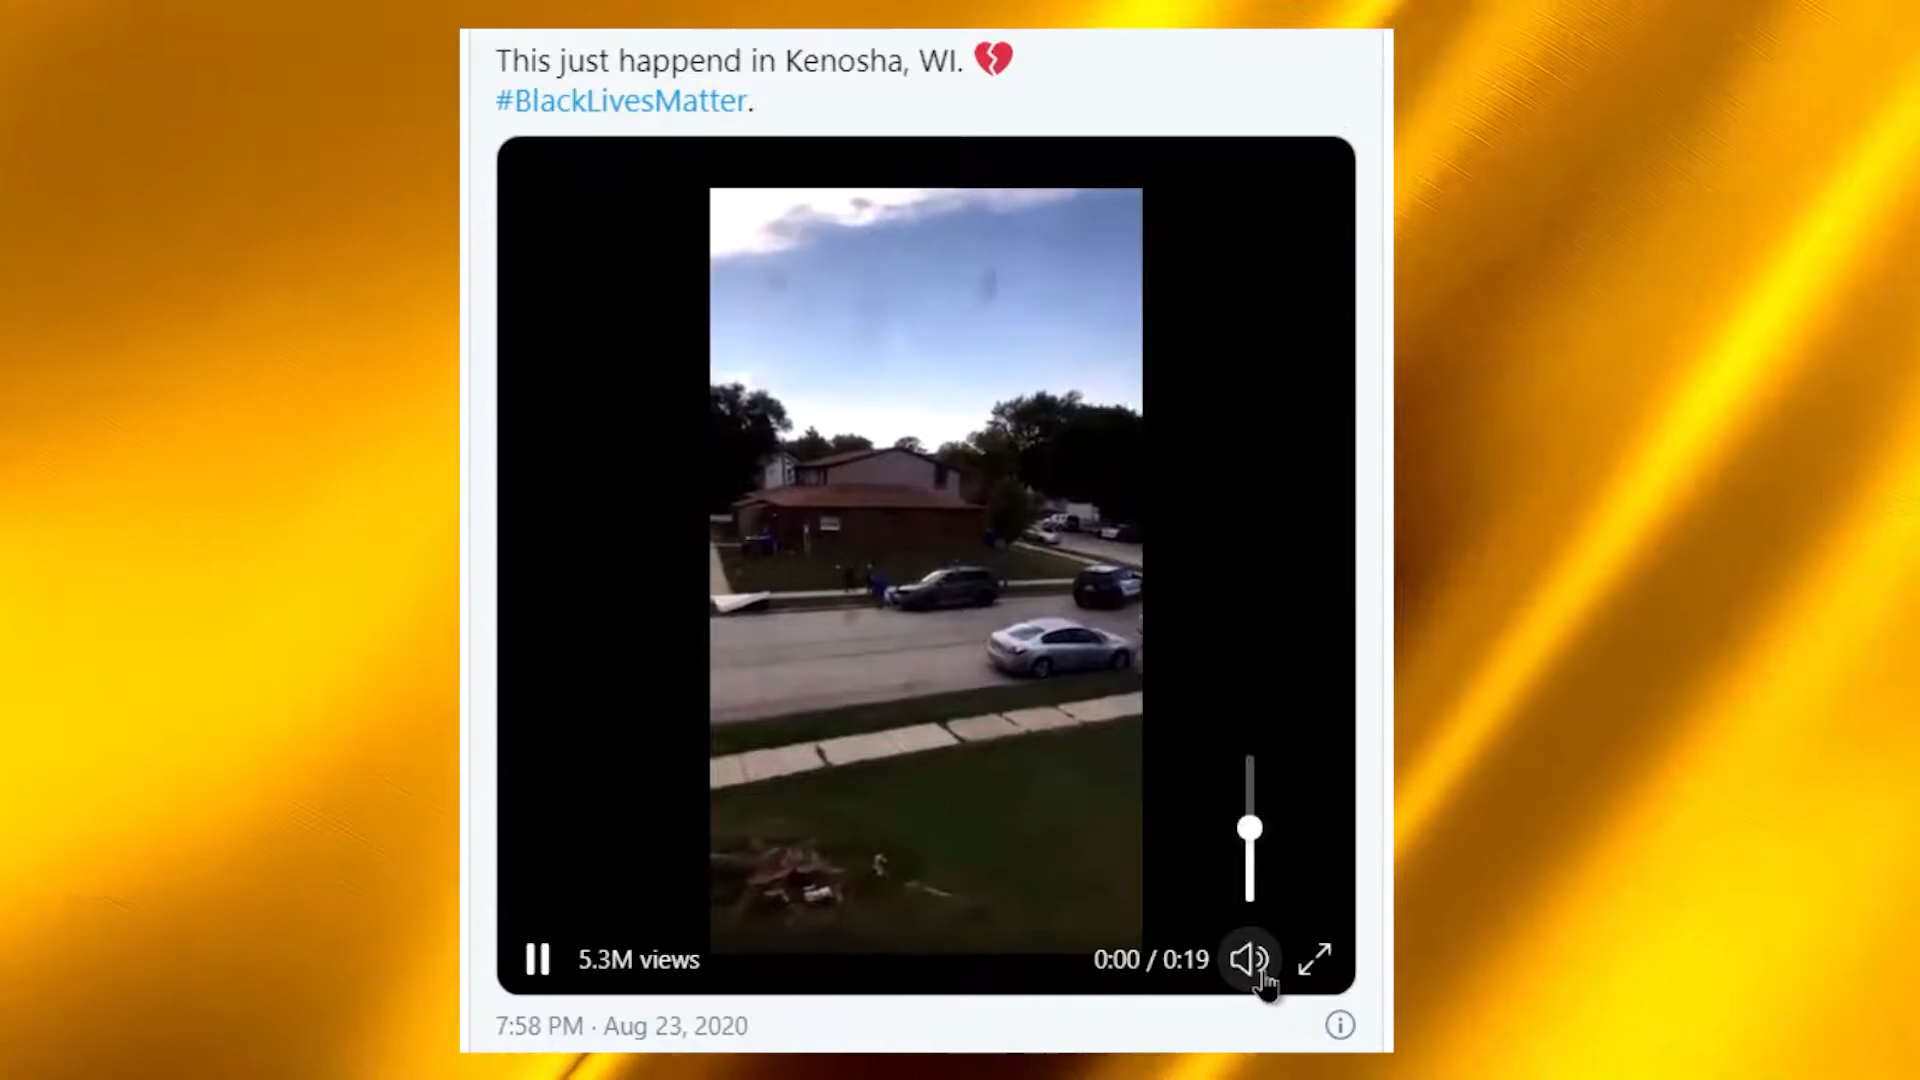 This just happend in Kenosha, WI. 💔
#BlackLivesMatter.
5.3M views
0:00 / 0:19
7:58 PM · Aug 23, 2020